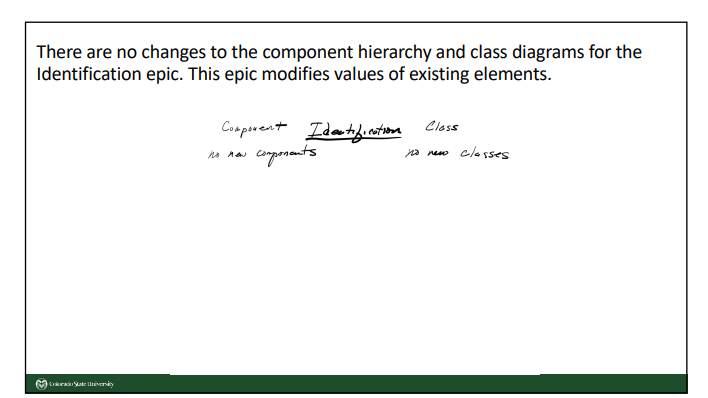 There are no changes to the component hierarchy and class diagrams for the
Identification epic. This epic modifies values of existing elements.
Component Identification Class
no new components no new classes
Colorado State University